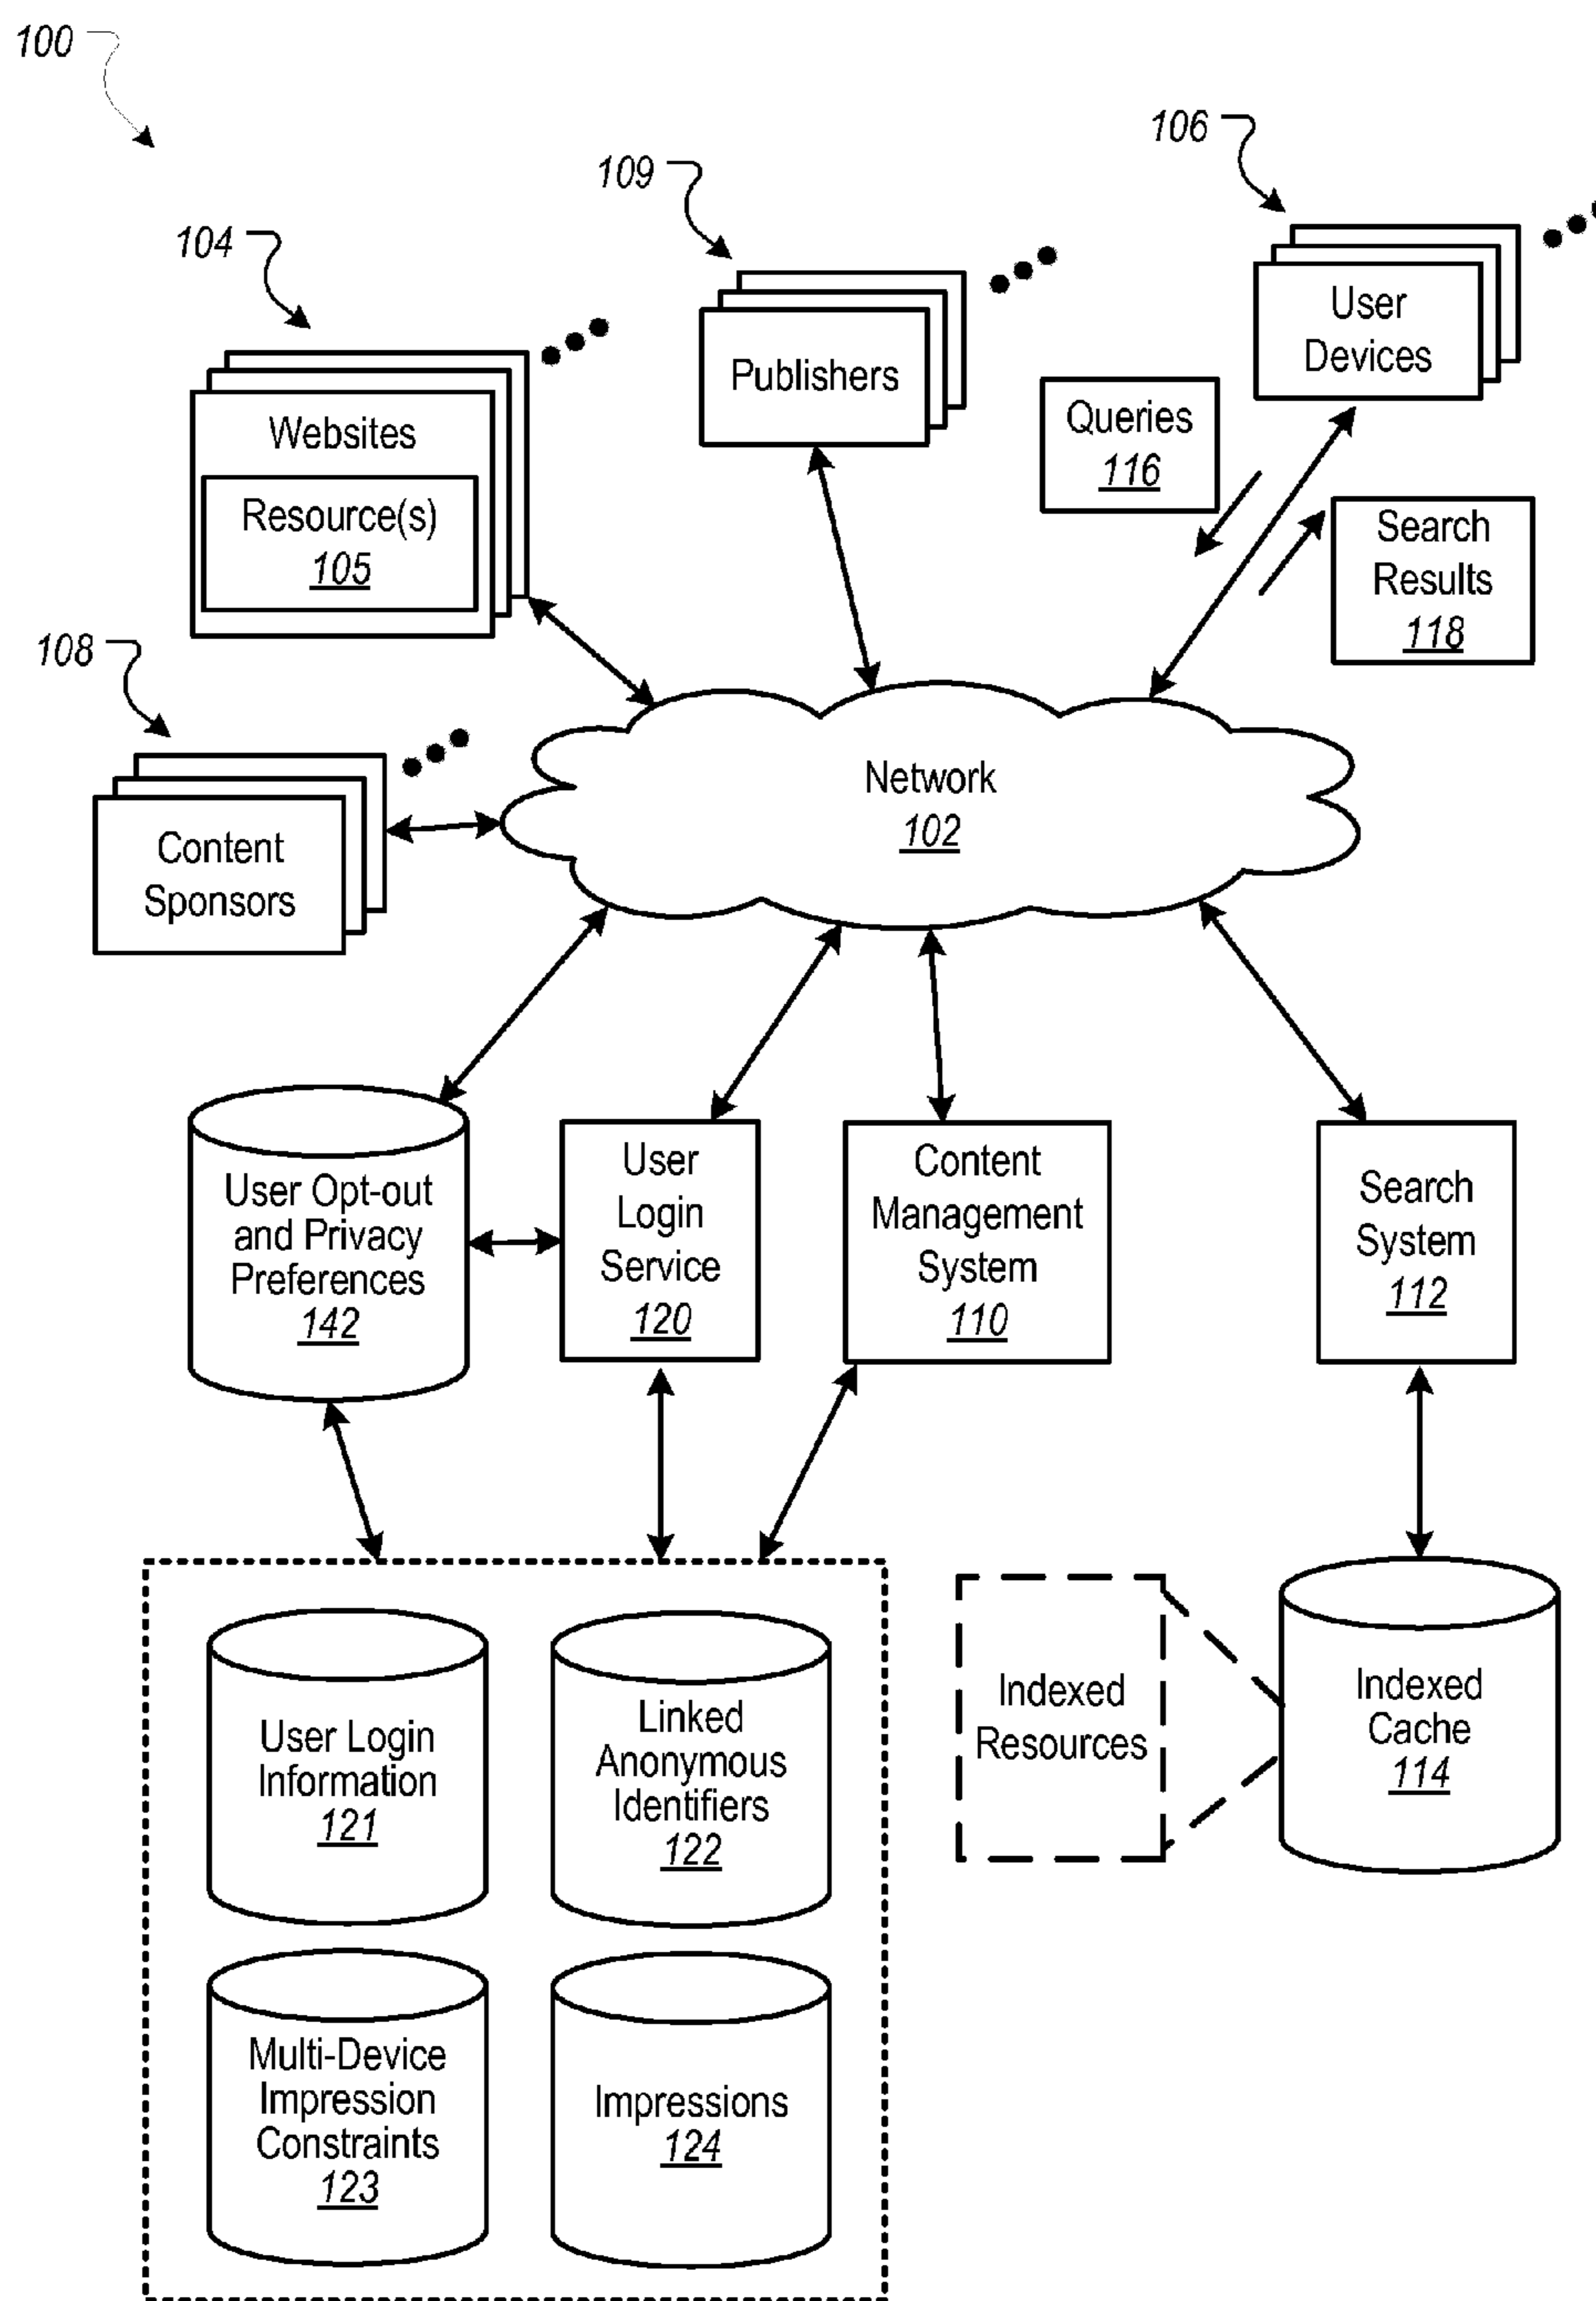 100
106
109
104
User
Devices
Publishers
Queries
116
Websites
Resource(s)
105
Search
Results
118
108
Network
102
Content
Sponsors
User Opt-out
and Privacy
Preferences
142
User
Login
Service
120
Content
Management
System
110
Search
System
112
User Login
Information
121
Linked
Anonymous
Identifiers
122
Indexed
Resources
Indexed
Cache
114
Multi-Device
Impression
Constraints
123
Impressions
124